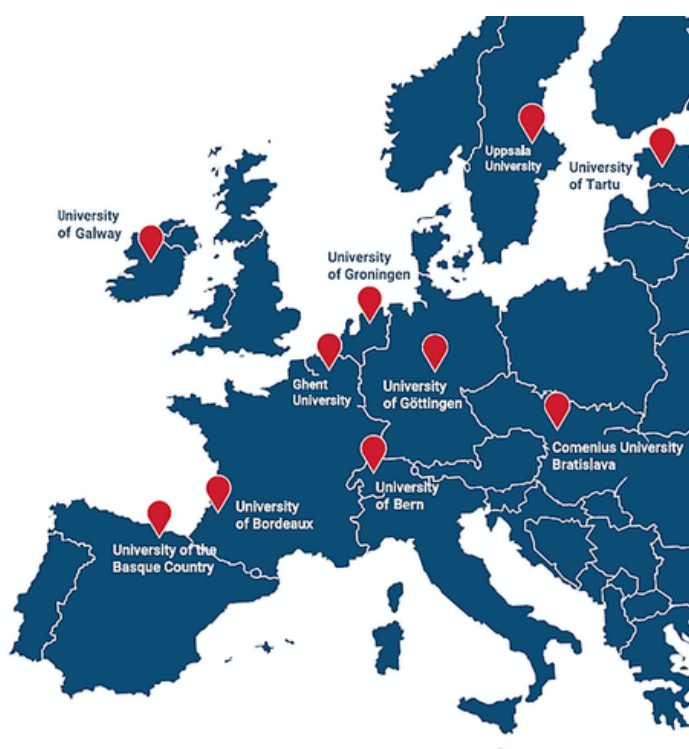 Uppsala
University
University
of Tartu
University
of Galway
University
of Groningen
Ghent
University
University
of Göttingen
Comenius University
Bratislava
University
of Bern
University
of Bordeaux
University of the
Basque Country